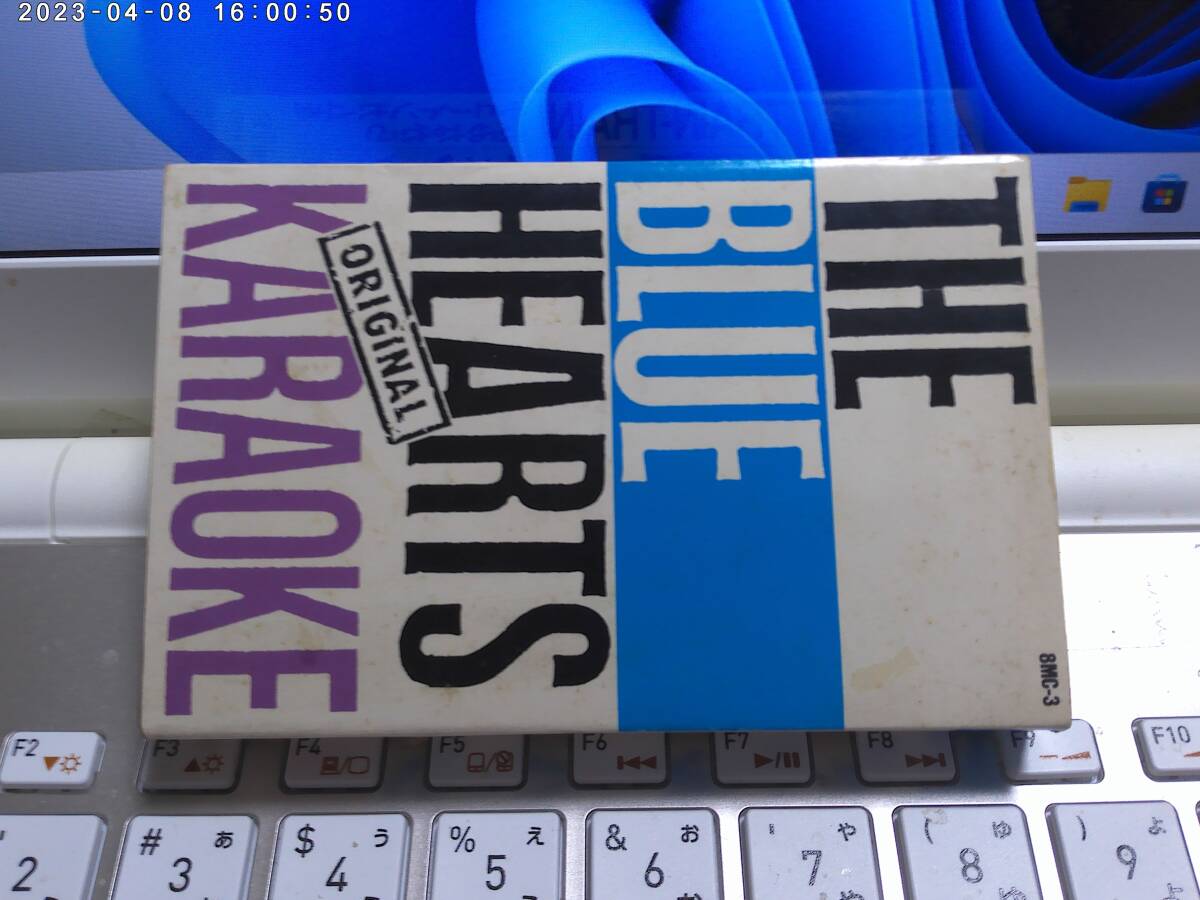 2023-04-08 16:00:50
THE
BLUE
HEARTS
ORIGINAL
KARAOKE
8MC-3
F2
F3
F4
F5
F6
F7
F8
F9
F10
2
# あ
3
$ う
4
% え
5
& お
6
' や
7
( ゆ
8
) よ
9